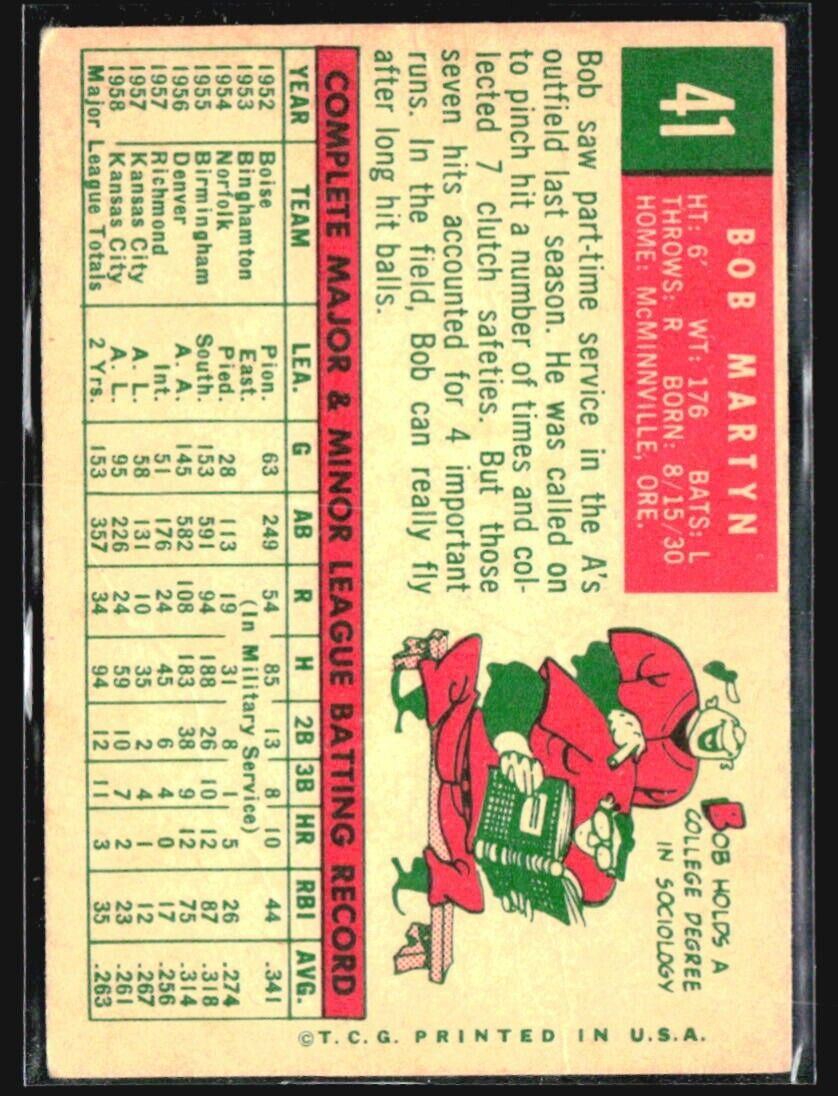 41
BOB MARTYN
HT: 6' WT: 176 BATS: L
THROWS: R BORN: 8/15/30
HOME: McMINNVILLE, ORE.
BOB HOLDS A
COLLEGE DEGREE
IN SOCIOLOGY
Bob saw part-time service in the A's
outfield last season. He was called on
to pinch hit a number of times and col-
lected 7 clutch safeties. But those
seven hits accounted for 4 important
runs. In the field, Bob can really fly
after long hit balls.
COMPLETE MAJOR & MINOR LEAGUE BATTING RECORD
YEAR TEAM LEA. G AB R H 2B 3B HR RBI AVG.
1952 Boise Pion. 63 249 54 85 13 8 10 44 .341
1953 Binghamton East. (In Military Service)
1954 Norfolk Pied. 28 113 19 31 8 1 5 26 .274
1955 Birmingham South. 153 591 94 188 26 10 12 87 .318
1956 Denver A. A. 145 582 108 183 38 9 12 75 .314
1957 Richmond Int. 51 176 24 45 6 4 0 17 .256
1957 Kansas City A. L. 58 131 10 35 2 4 1 12 .267
1958 Kansas City A. L. 95 226 24 59 10 7 2 23 .261
Major League Totals 2 Yrs. 153 357 34 94 12 11 3 35 .263
©T. C. G. PRINTED IN U.S.A.